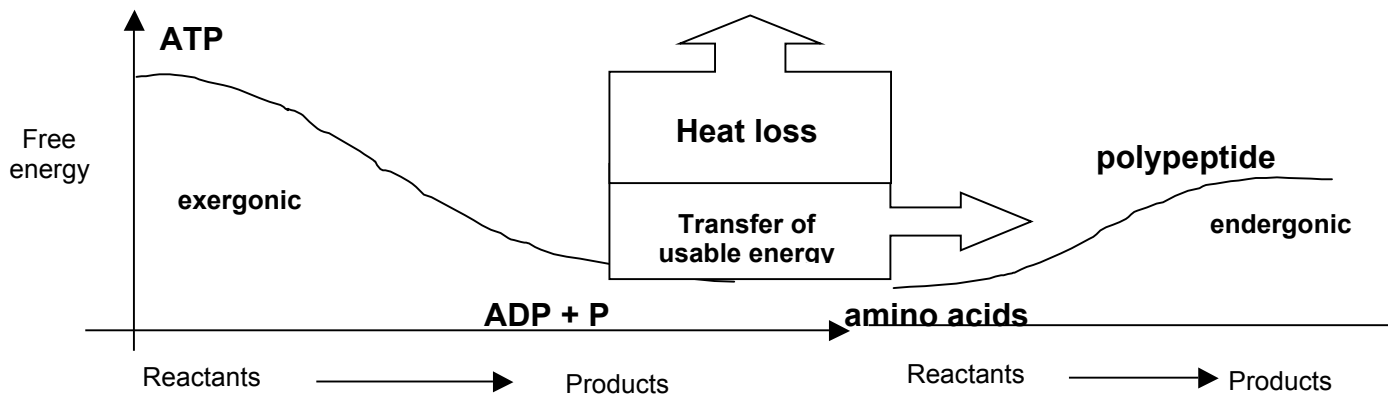 ATP
Free
energy
exergonic
Heat loss
Transfer of
usable energy
polypeptide
endergonic
ADP + P
amino acids
Reactants
Products
Reactants
Products